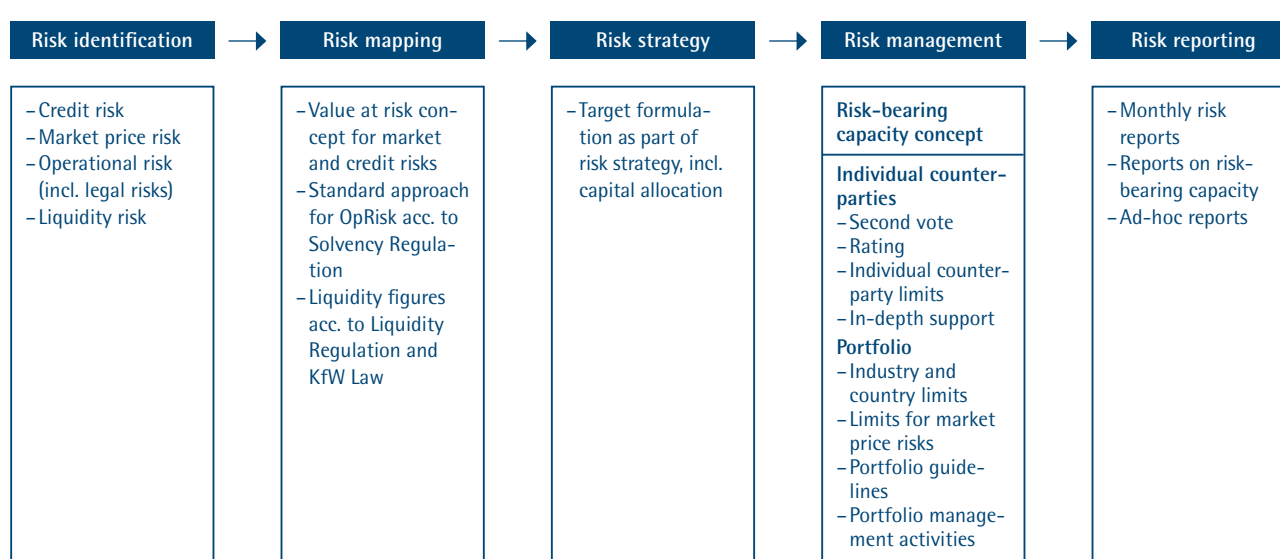 Risk identification
Risk mapping
Risk strategy
Risk management
Risk reporting
– Credit risk
– Market price risk
– Operational risk
(incl. legal risks)
– Liquidity risk
– Value at risk con-
cept for market
and credit risks
– Standard approach
for OpRisk acc. to
Solvency Regula-
tion
– Liquidity figures
acc. to Liquidity
Regulation and
KfW Law
– Target formula-
tion as part of
risk strategy, incl.
capital allocation
Risk-bearing
capacity concept
Individual counter-
parties
– Second vote
– Rating
– Individual counter-
party limits
– In-depth support
Portfolio
– Industry and
country limits
– Limits for market
price risks
– Portfolio guide-
lines
– Portfolio manage-
ment activities
– Monthly risk
reports
– Reports on risk-
bearing capacity
– Ad-hoc reports